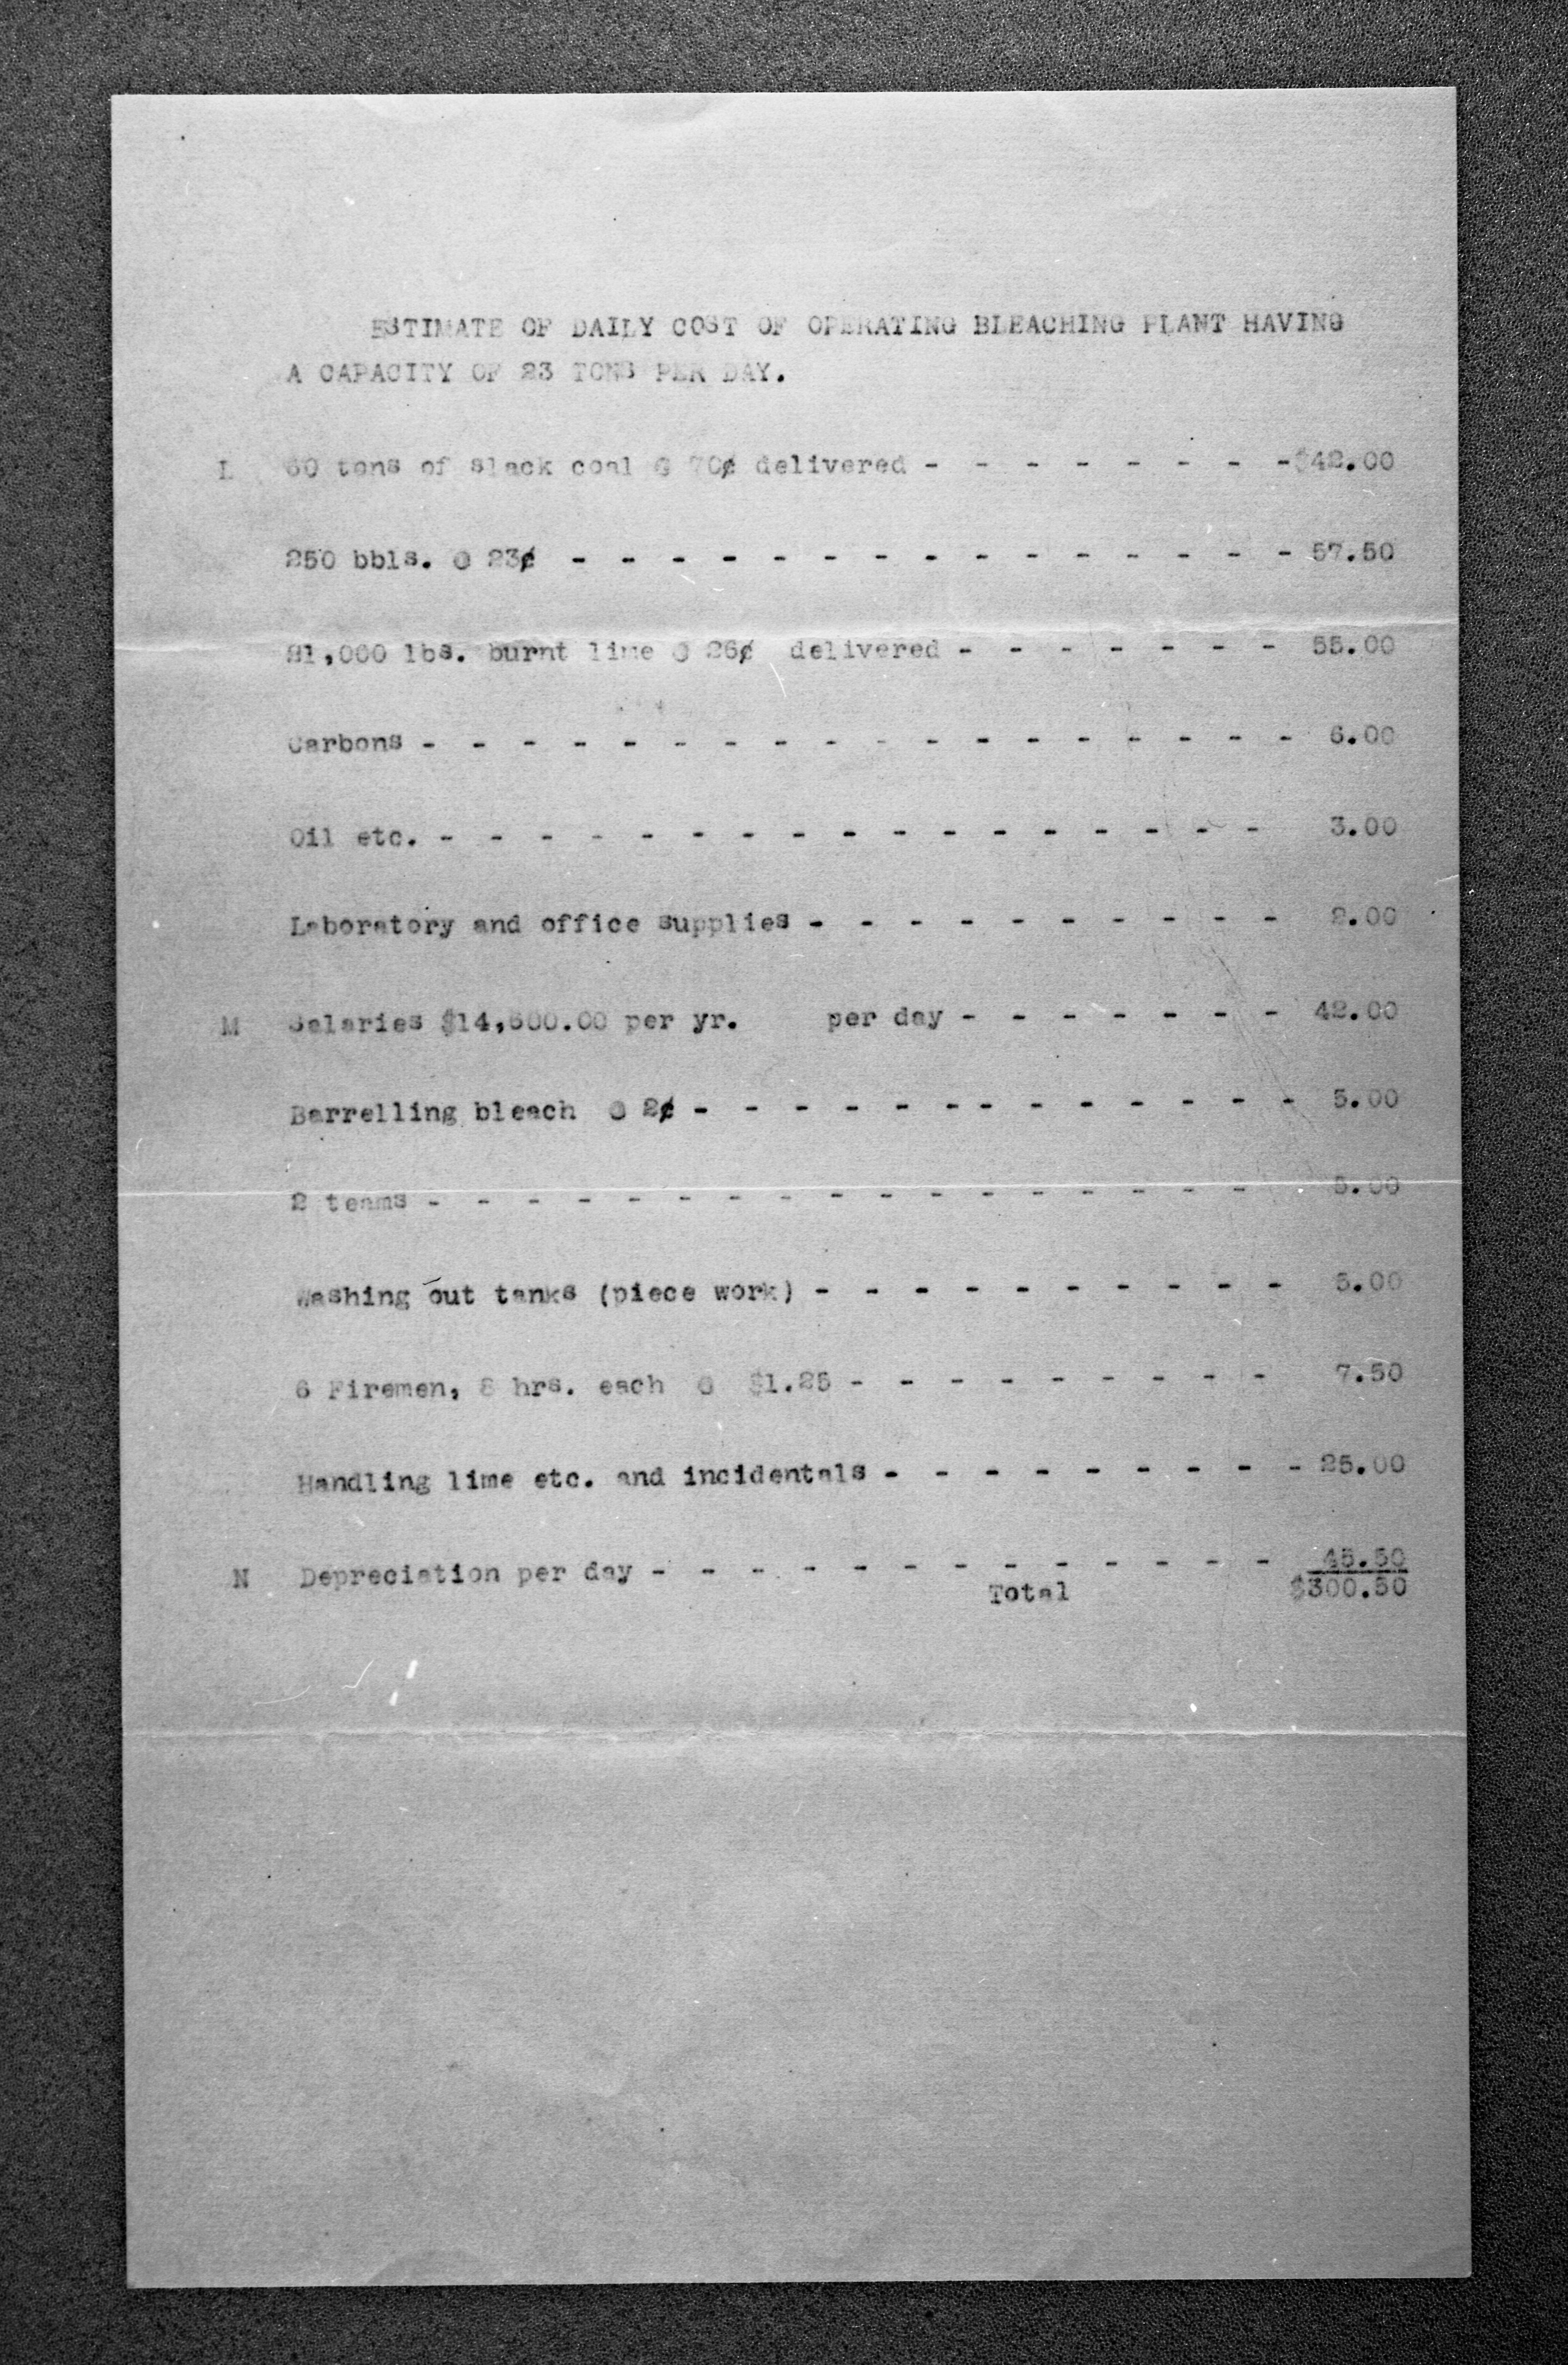 ESTIMATE OF DAILY COST OF OPERATING BLEACHING PLANT HAVING
A CAPACITY OF 23 TONS PER DAY.
L 60 tons of slack coal @ 70¢ delivered - - - - - - - -$42.00
250 bbls. @ 23¢ - - - - - - - - - - - - - - - 57.50
21,000 lbs. burnt lime @ 26¢ delivered - - - - - - - 55.00
Carbons - - - - - - - - - - - - - - - - - - 6.00
Oil etc. - - - - - - - - - - - - - - - - - 3.00
Laboratory and office supplies - - - - - - - - - - 2.00
M Salaries per yr. per day - - - - - - - 42.00
Barrelling bleach @ 2¢ - - - - - - - - - - - - - 5.00
2 teams - - - - - - - - - - - - - - - - - 5.00
Washing out tanks (piece work) - - - - - - - - - - 5.00
6 Firemen, 8 hrs. each @ $1.25 - - - - - - - - - 7.50
Handling lime etc. and incidentals - - - - - - - - - 25.00
N Depreciation per day - - - - - - - - - - - - - 45.50
Total $300.50